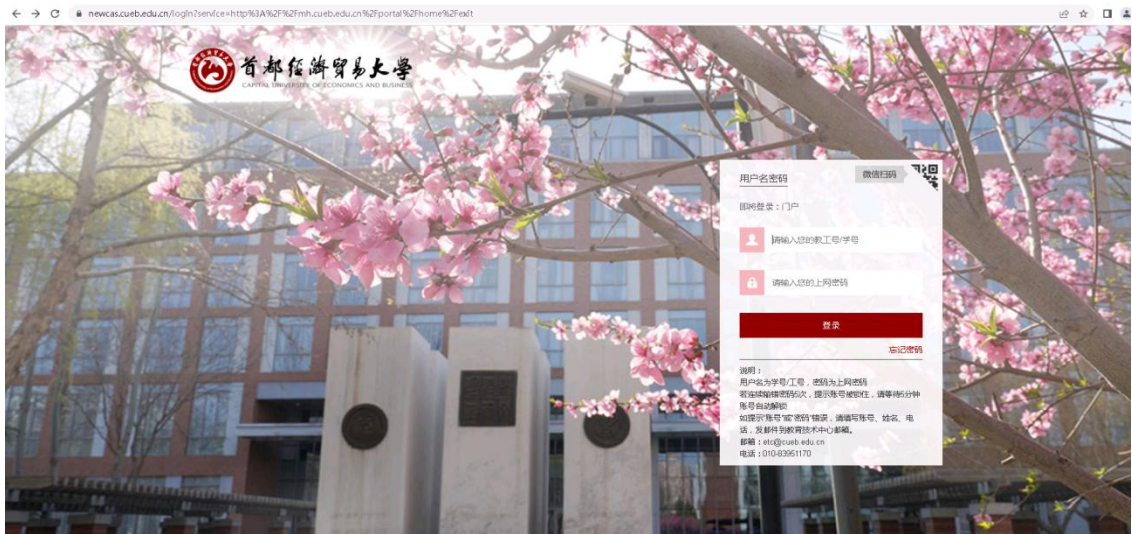 newcas.cueb.edu.cn/login?service=http%3A%2F%2Fmh.cueb.edu.cn%2Fportal%2Fhome%2Fexit
首都经济贸易大学
CAPITAL UNIVERSITY OF ECONOMICS AND BUSINESS
用户名密码
微信扫码
即将登录：门户
请输入您的教工号/学号
请输入您的上网密码
登录
忘记密码
说明：
用户名为学号/工号，密码为上网密码
若连续输错密码5次，提示账号被锁住，请等待5分钟
账号自动解锁
如提示“账号”或“密码”错误，请填写账号、姓名、电
话，发邮件到教育技术中心邮箱。
邮箱：etc@cueb.edu.cn
电话：010-83951170